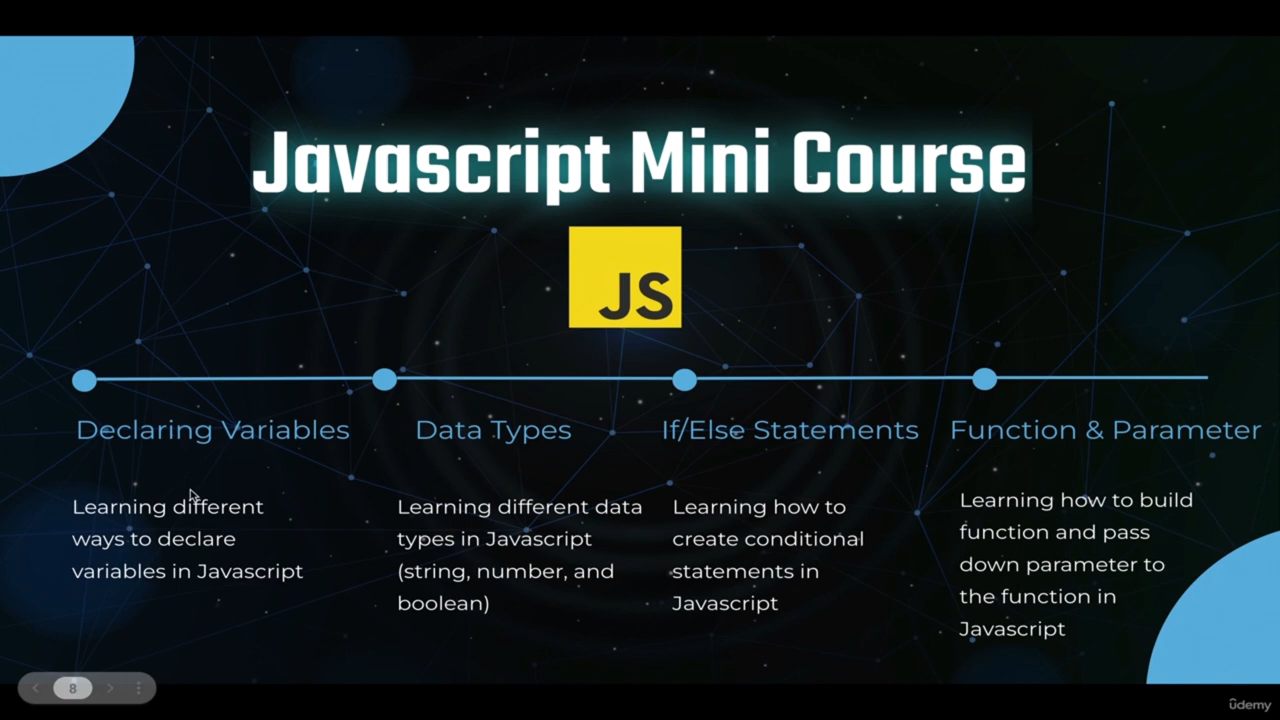 Javascript Mini Course
JS
Declaring Variables
Learning different
ways to declare
variables in Javascript
Data Types
Learning different data
types in Javascript
(string, number, and
boolean)
If/Else Statements
Learning how to
create conditional
statements in
Javascript
Function & Parameter
Learning how to build
function and pass
down parameter to
the function in
Javascript
8
ûdemy